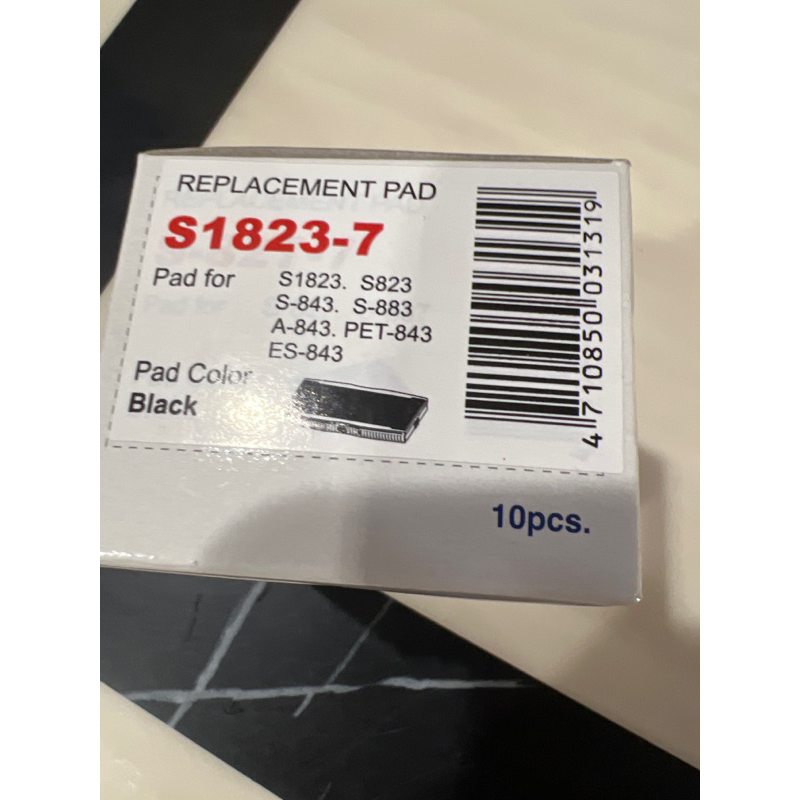 REPLACEMENT PAD
S1823-7
Pad for S1823. S823
S-843. S-883
A-843. PET-843
ES-843
Pad Color
Black
4 710850 031319
10pcs.